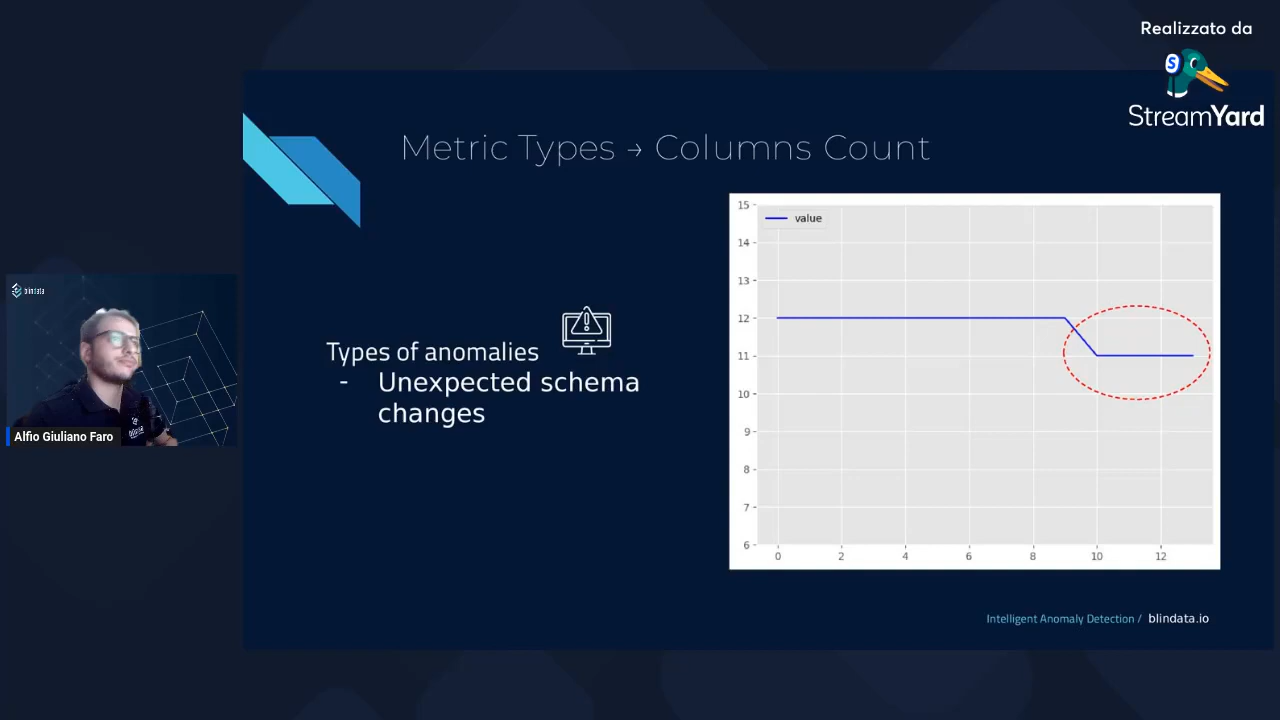 Realizzato da
StreamYard
Metric Types → Columns Count
value
15
14
13
12
11
10
9
8
7
6
0 2 4 6 8 10 12
Types of anomalies
- Unexpected schema
changes
blindata
Alfio Giuliano Faro
Intelligent Anomaly Detection / blindata.io